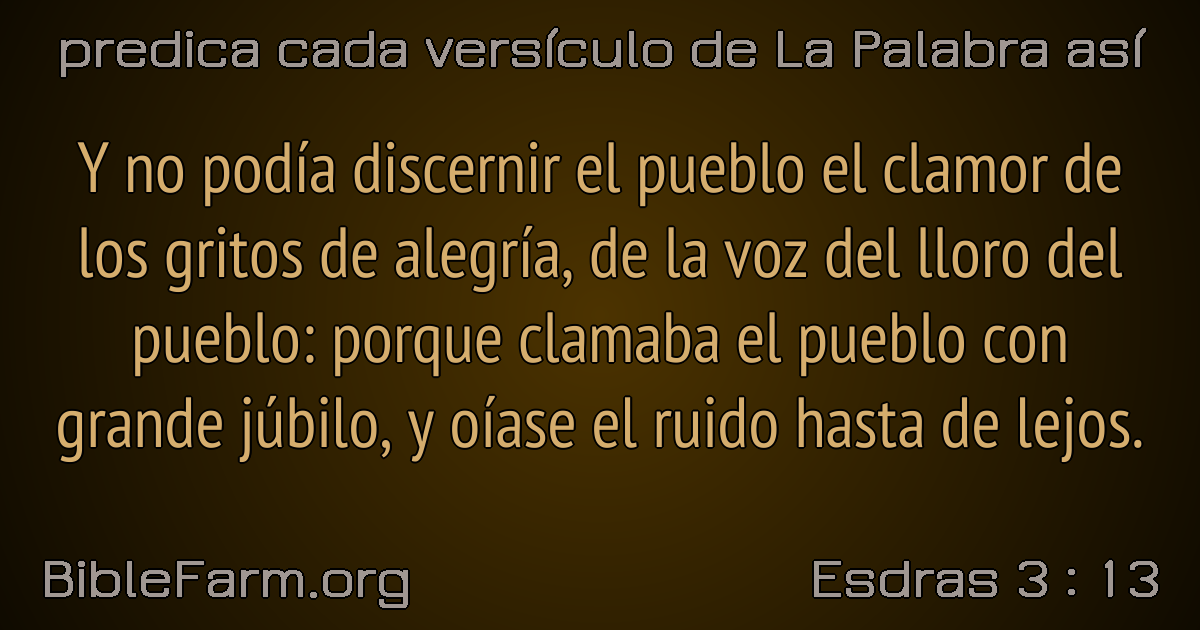 predica cada versículo de La Palabra así
Y no podía discernir el pueblo el clamor de
los gritos de alegría, de la voz del lloro del
pueblo: porque clamaba el pueblo con
grande júbilo, y oíase el ruido hasta de lejos.
BibleFarm.org
Esdras 3 : 13